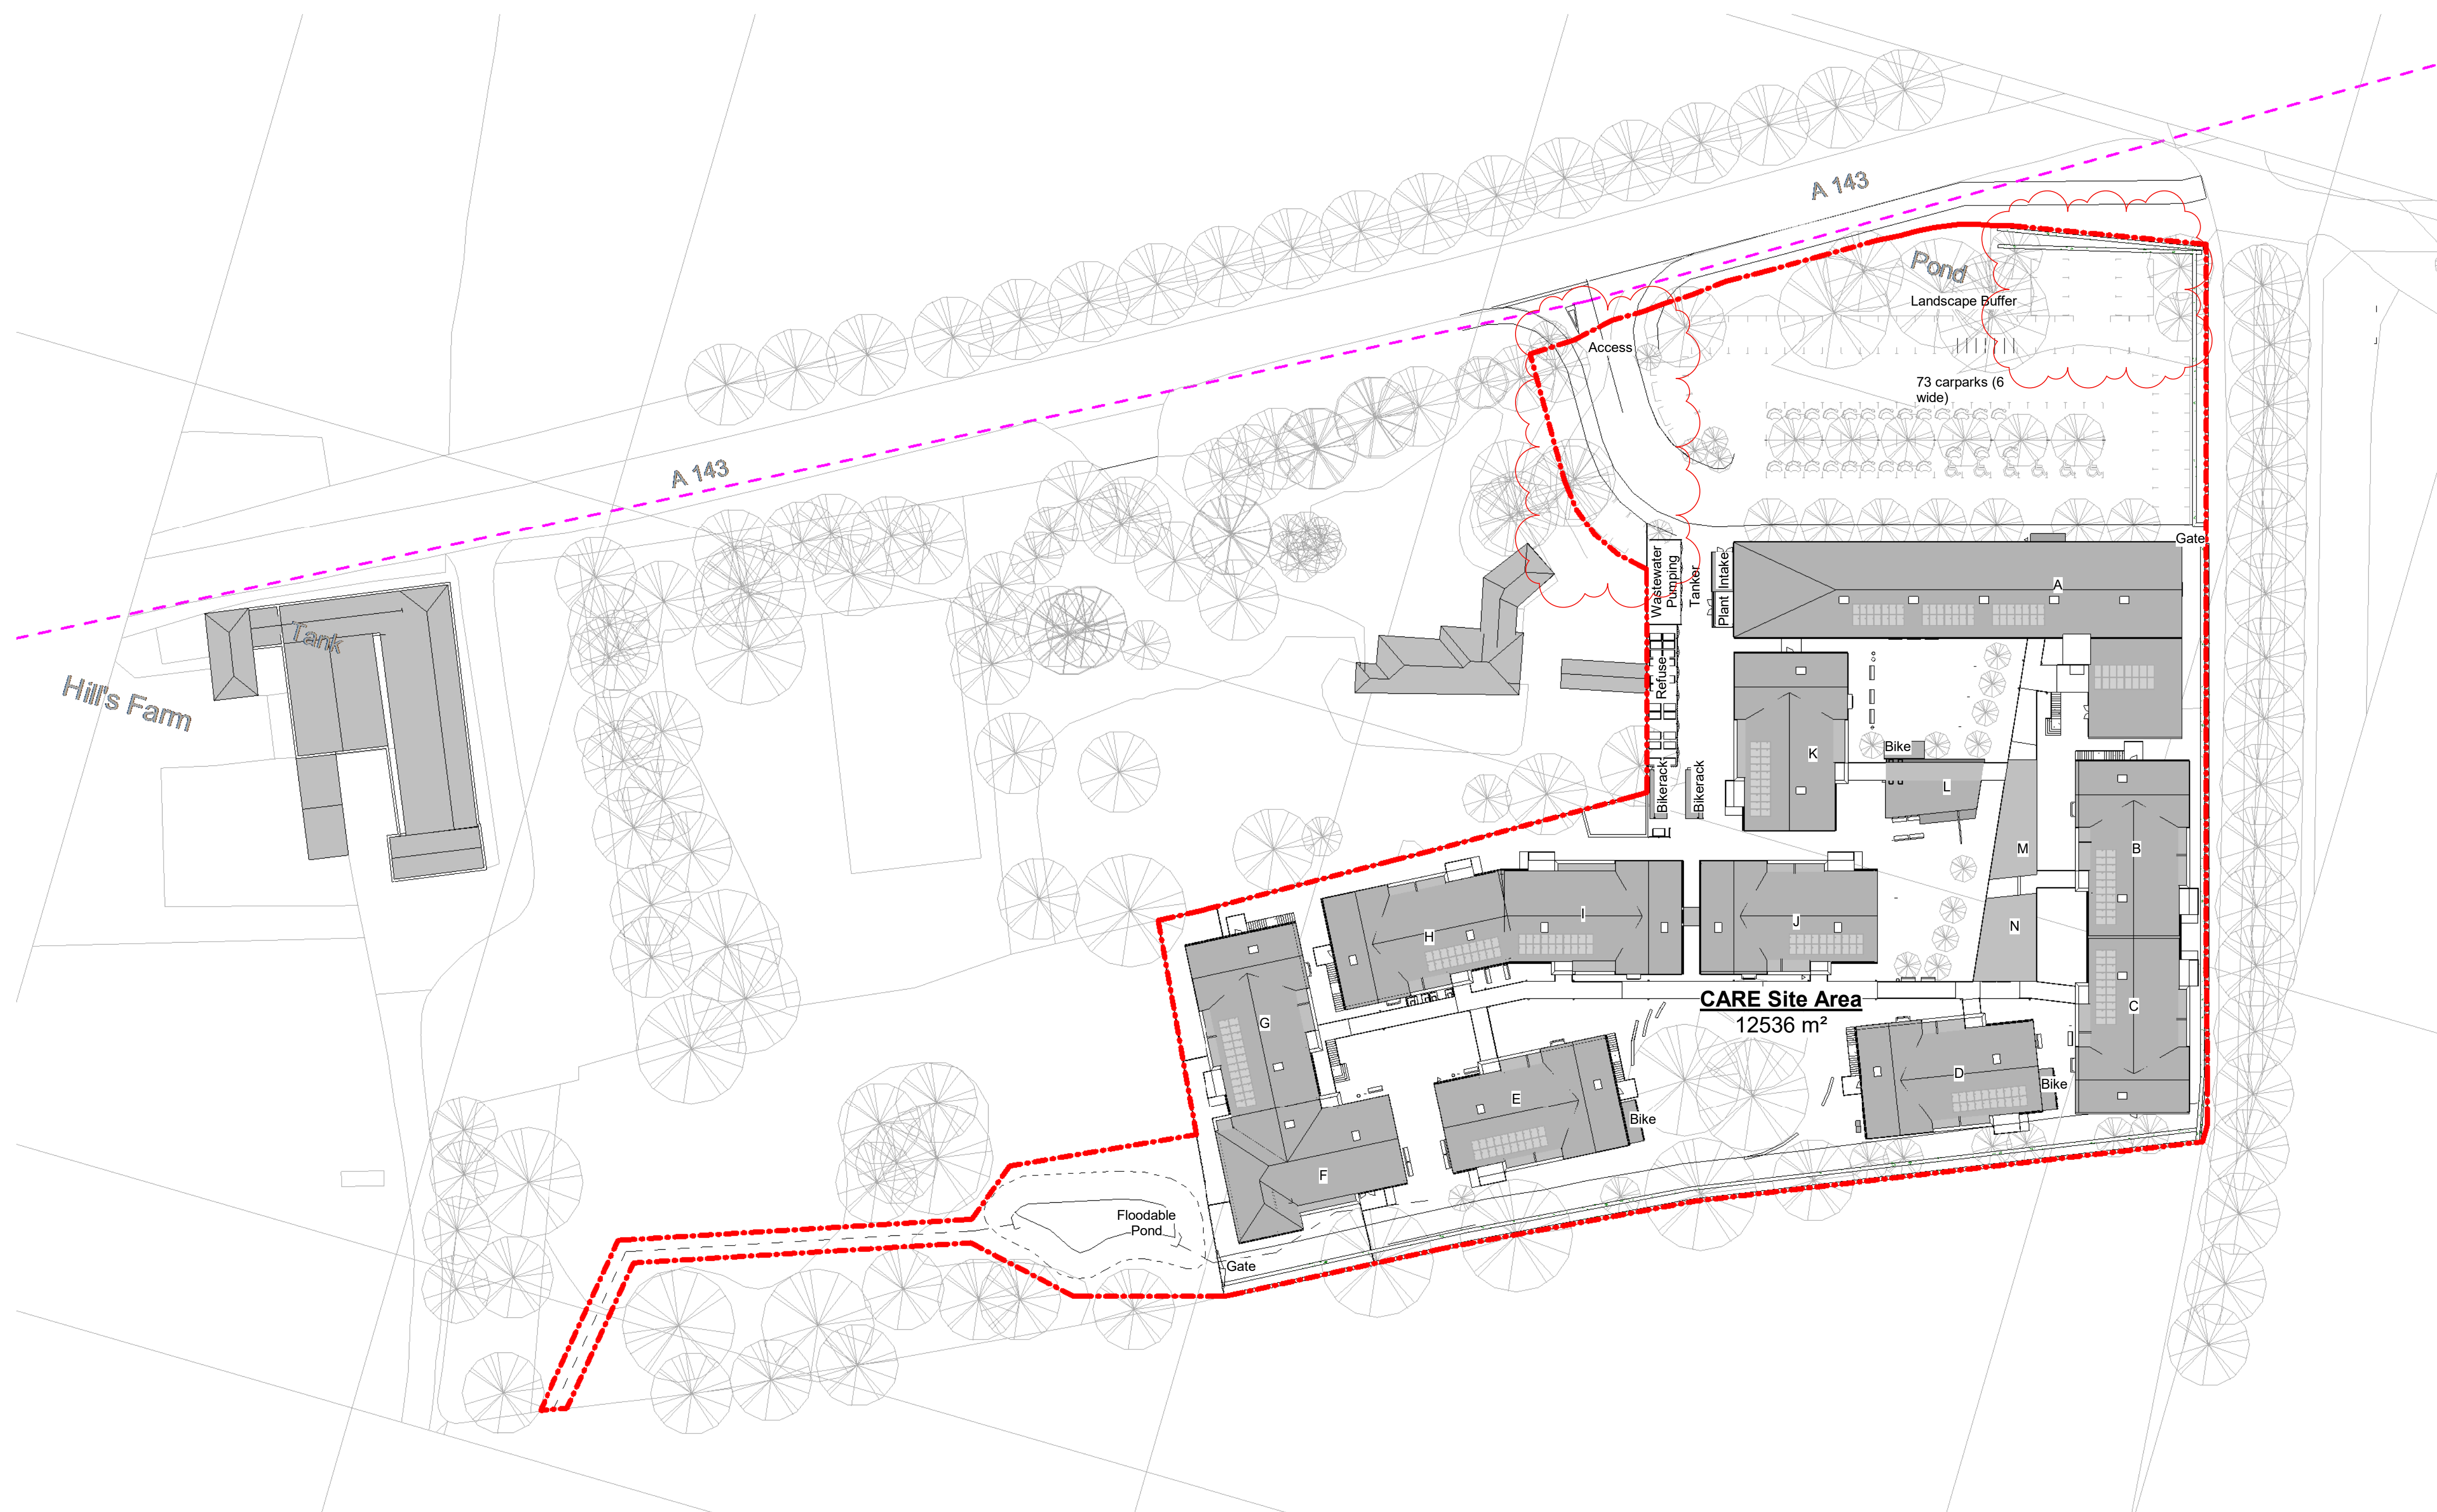 A 143
Pond
Landscape Buffer
Access
73 carparks (6
wide)
A 143
Gate
Wastewater
Pumping
Tanker
Plant
Intake
A
Tank
Hill's Farm
Refuse
K
Bike
L
Bikerack
Bikerack
M
B
H
I
J
N
CARE Site Area
12536 m²
G
C
D
Bike
E
Bike
F
Floodable
Pond
Gate